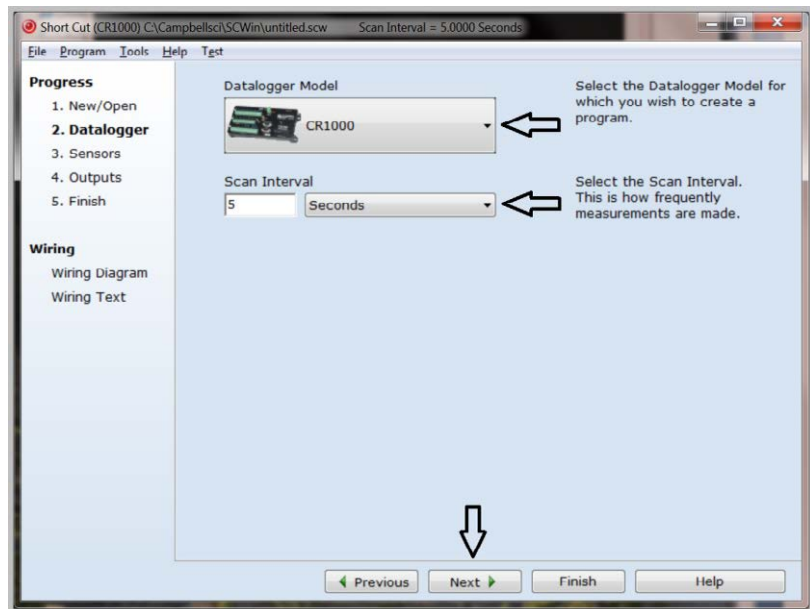 Short Cut (CR1000) C:\Campbellsci\SCWin\untitled.scw Scan Interval = 5.0000 Seconds
File Program Tools Help Test
Progress
1. New/Open
2. Datalogger
3. Sensors
4. Outputs
5. Finish
Wiring
Wiring Diagram
Wiring Text
Datalogger Model
CR1000
Select the Datalogger Model for
which you wish to create a
program.
Scan Interval
5 Seconds
Select the Scan Interval.
This is how frequently
measurements are made.
Previous Next Finish Help